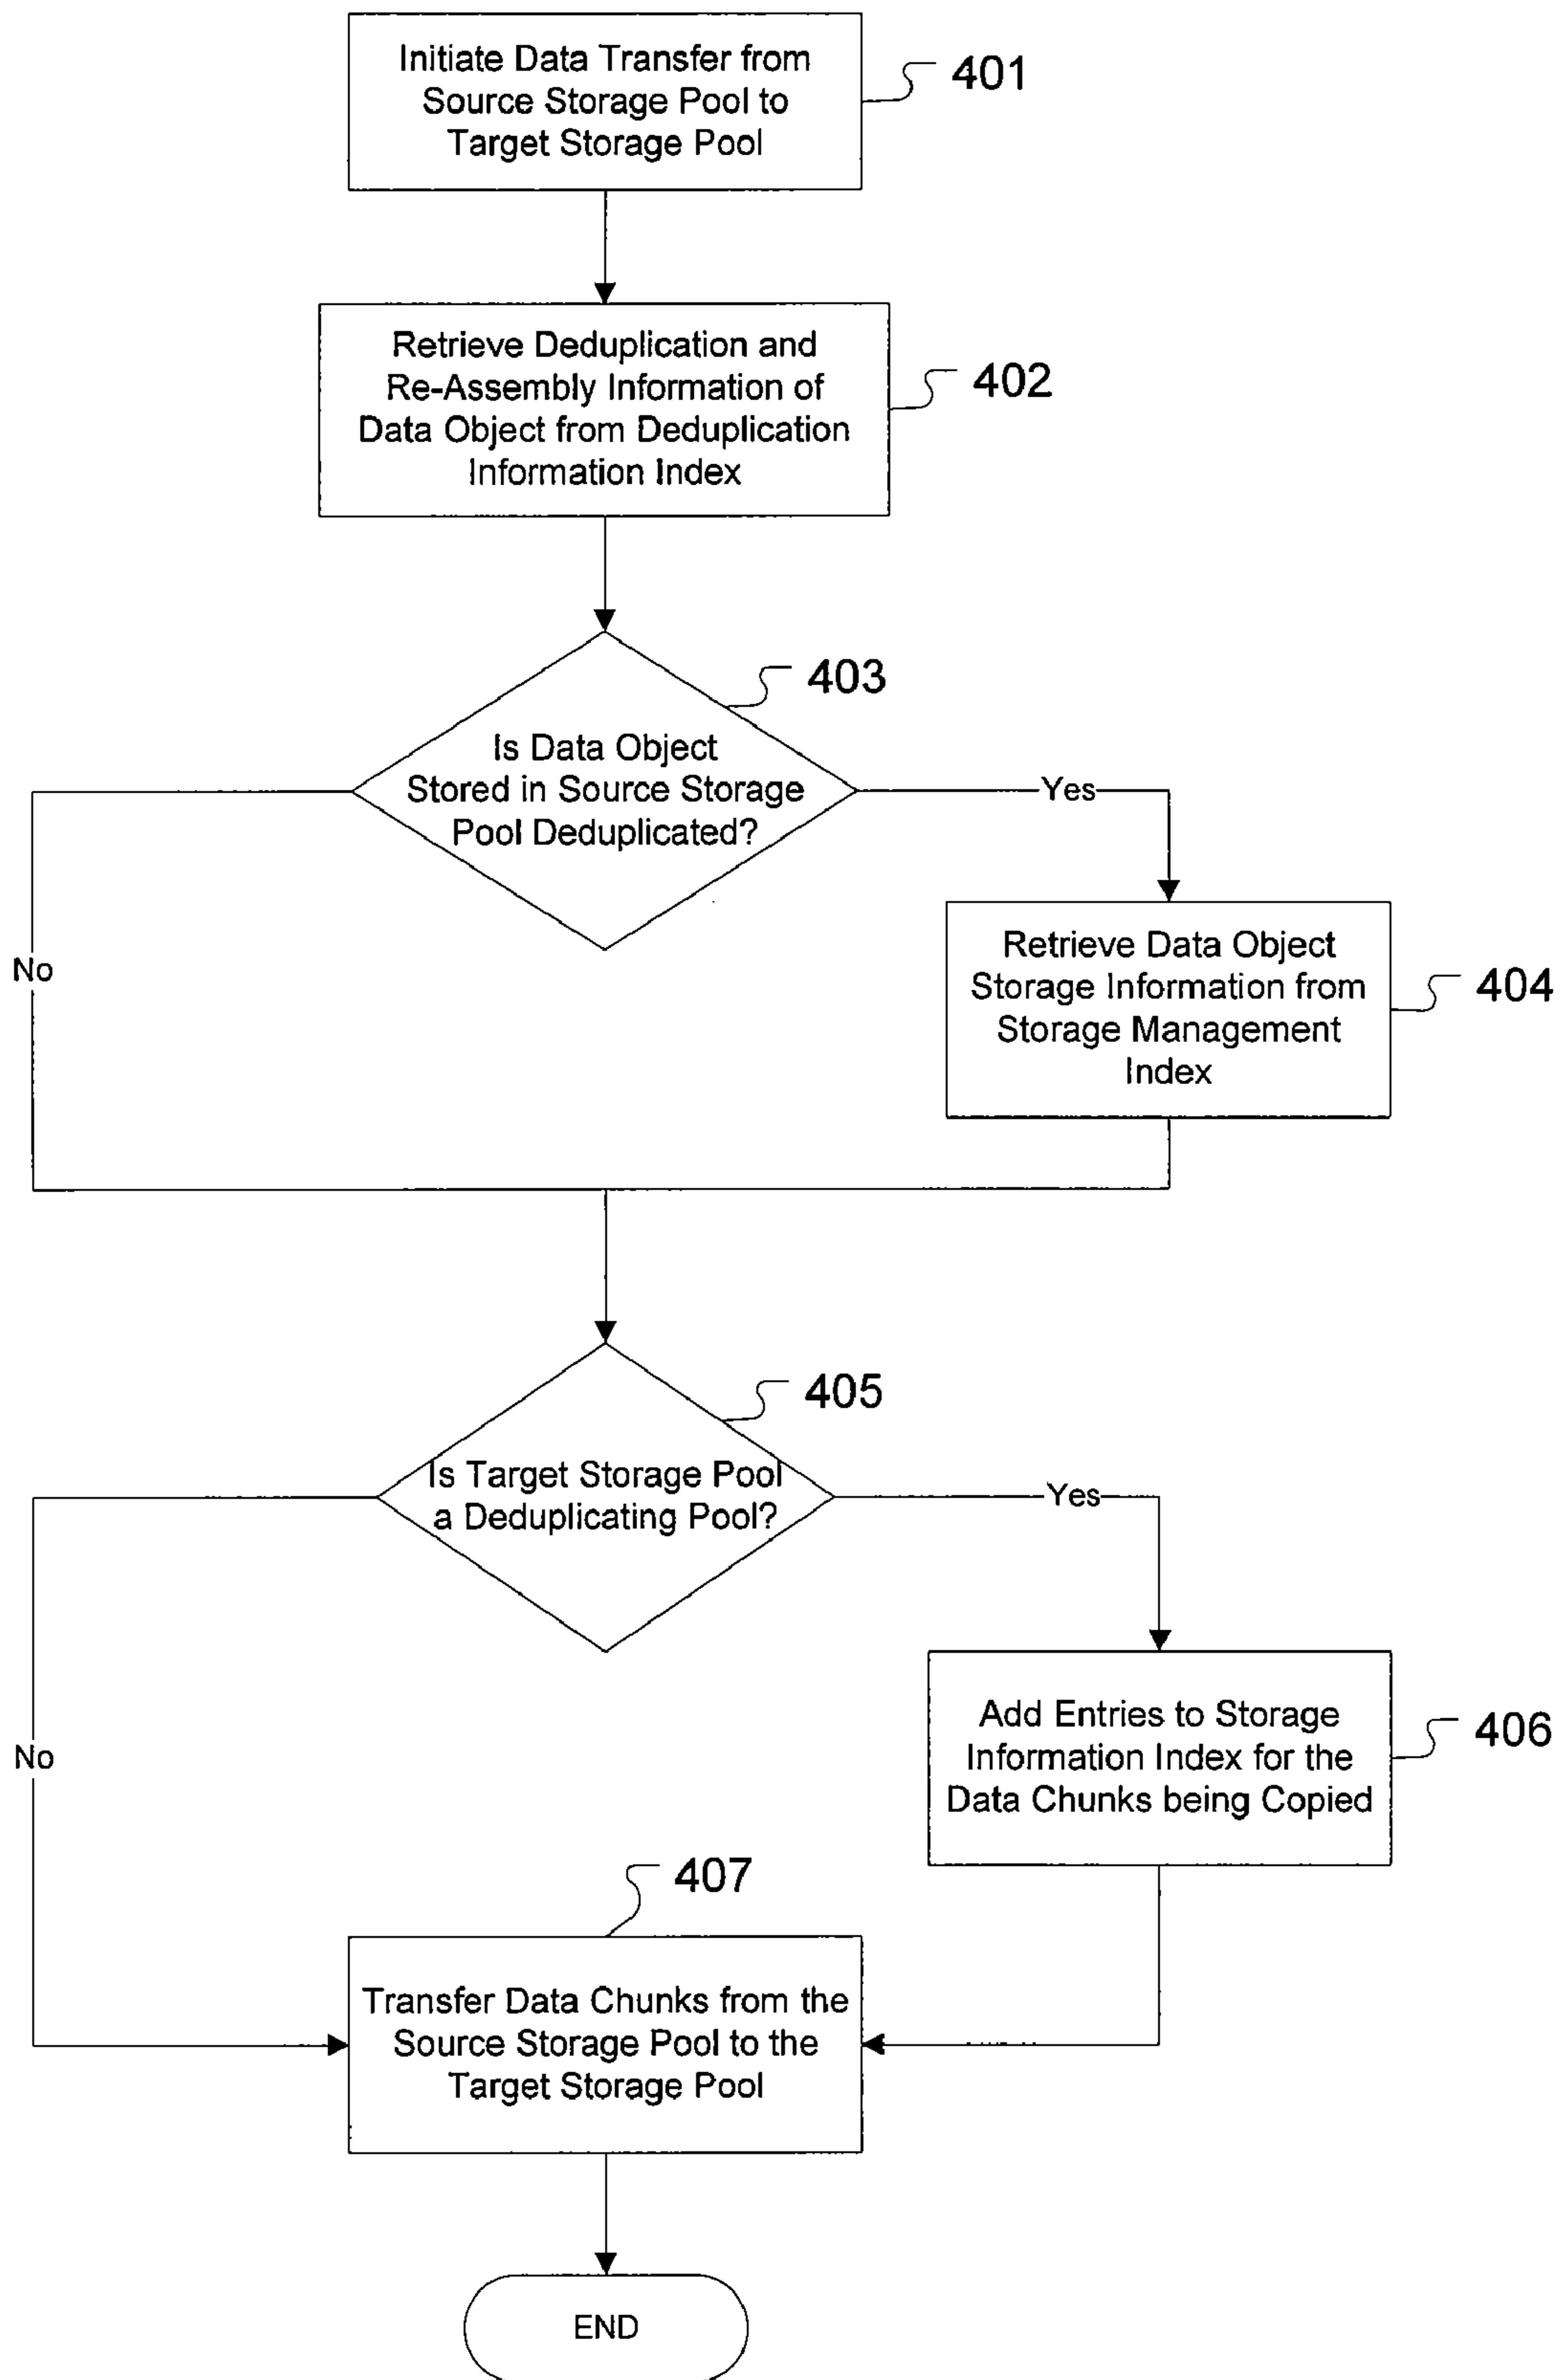 Initiate Data Transfer from
Source Storage Pool to
Target Storage Pool
401
Retrieve Deduplication and
Re-Assembly Information of
Data Object from Deduplication
Information Index
402
403
Is Data Object
Stored in Source Storage
Pool Deduplicated?
Yes
No
Retrieve Data Object
Storage Information from
Storage Management
Index
404
405
Is Target Storage Pool
a Deduplicating Pool?
Yes
No
Add Entries to Storage
Information Index for the
Data Chunks being Copied
406
407
Transfer Data Chunks from the
Source Storage Pool to the
Target Storage Pool
END